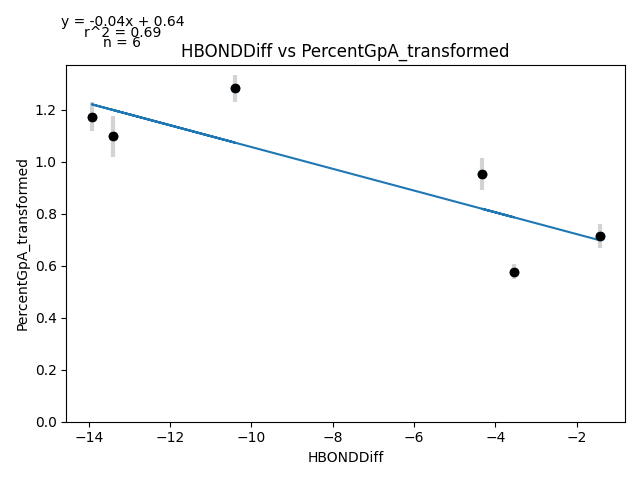 y = -0.04x + 0.64
r^2 = 0.69
n = 6
HBONDDiff vs PercentGpA_transformed
PercentGpA_transformed
1.2
1.0
0.8
0.6
0.4
0.2
0.0
−14
−12
−10
−8
−6
−4
−2
HBONDDiff